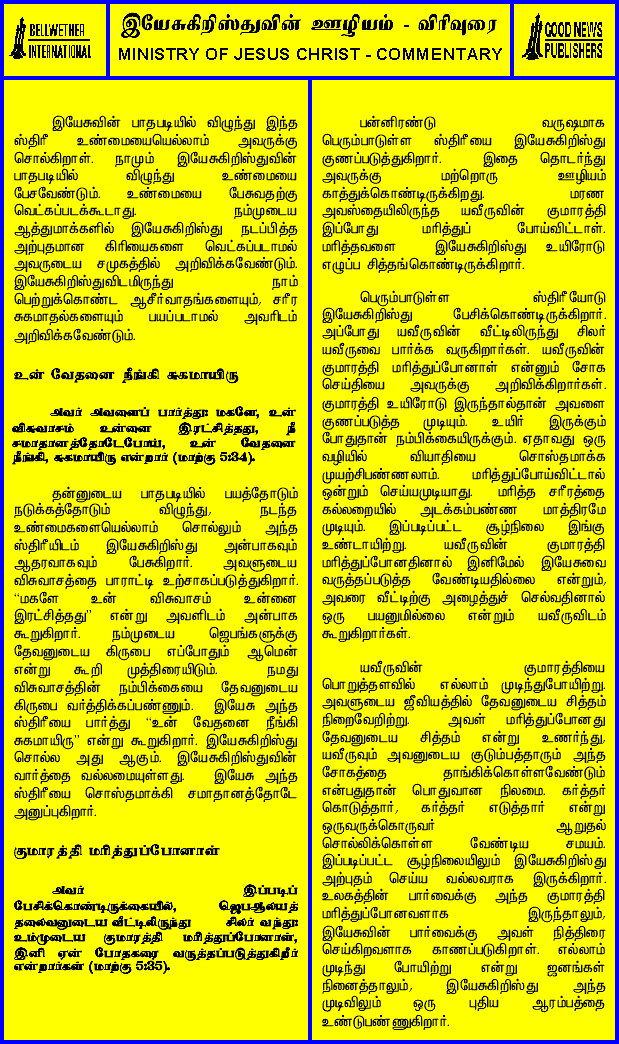 BELLWETHER
INTERNATIONAL
இயேசுகிறிஸ்துவின் ஊழியம் - விரிவுரை
MINISTRY OF JESUS CHRIST - COMMENTARY
GOOD NEWS
PUBLISHERS
இயேசுவின் பாதபடியில் விழுந்து இந்த
ஸ்திரீ உண்மையையெல்லாம் அவருக்கு
சொல்கிறாள். நாமும் இயேசுகிறிஸ்துவின்
பாதபடியில் விழுந்து உண்மையை
பேசவேண்டும். உண்மையை பேசுவதற்கு
வெட்கப்படக்கூடாது. நம்முடைய
ஆத்துமாக்களில் இயேசுகிறிஸ்து நடப்பித்த
அற்புதமான கிரியைகளை வெட்கப்படாமல்
அவருடைய சமுகத்தில் அறிவிக்கவேண்டும்.
இயேசுகிறிஸ்துவிடமிருந்து நாம்
பெற்றுக்கொண்ட ஆசீர்வாதங்களையும், சரீர
சுகமாதல்களையும் பயப்படாமல் அவரிடம்
அறிவிக்கவேண்டும்.
உன் வேதனை நீங்கி சுகமாயிரு
அவர் அவளைப் பார்த்து: மகளே, உன்
விசுவாசம் உன்னை இரட்சித்தது, நீ
சமாதானத்தோடேபோய், உன் வேதனை
நீங்கி, சுகமாயிரு என்றார் (மாற்கு 5:34).
தன்னுடைய பாதபடியில் பயத்தோடும்
நடுக்கத்தோடும் விழுந்து, நடந்த
உண்மைகளையெல்லாம் சொல்லும் அந்த
ஸ்திரீயிடம் இயேசுகிறிஸ்து அன்பாகவும்
ஆதரவாகவும் பேசுகிறார். அவளுடைய
விசுவாசத்தை பாராட்டி உற்சாகப்படுத்துகிறார்.
“மகளே உன் விசுவாசம் உன்னை
இரட்சித்தது” என்று அவளிடம் அன்பாக
கூறுகிறார். நம்முடைய ஜெபங்களுக்கு
தேவனுடைய கிருபை எப்போதும் ஆமென்
என்று கூறி முத்திரையிடும். நமது
விசுவாசத்தின் நம்பிக்கையை தேவனுடைய
கிருபை வர்த்திக்கப்பண்ணும். இயேசு அந்த
ஸ்திரீயை பார்த்து “உன் வேதனை நீங்கி
சுகமாயிரு” என்று கூறுகிறார். இயேசுகிறிஸ்து
சொல்ல அது ஆகும். இயேசுகிறிஸ்துவின்
வார்த்தை வல்லமையுள்ளது. இயேசு அந்த
ஸ்திரீயை சொஸ்தமாக்கி சமாதானத்தோடே
அனுப்புகிறார்.
குமாரத்தி மரித்துப்போனாள்
அவர் இப்படிப்
பேசிக்கொண்டிருக்கையில், ஜெபஆலயத்
தலைவனுடைய வீட்டிலிருந்து சிலர் வந்து:
உம்முடைய குமாரத்தி மரித்துப்போனாள்,
இனி ஏன் போதகரை வருத்தப்படுத்துகிறீர்
என்றார்கள் (மாற்கு 5:35).
பன்னிரண்டு வருஷமாக
பெரும்பாடுள்ள ஸ்திரீயை இயேசுகிறிஸ்து
குணப்படுத்துகிறார். இதை தொடர்ந்து
அவருக்கு மற்றொரு ஊழியம்
காத்துக்கொண்டிருக்கிறது. மரண
அவஸ்தையிலிருந்த யவீருவின் குமாரத்தி
இப்போது மரித்துப் போய்விட்டாள்.
மரித்தவளை இயேசுகிறிஸ்து உயிரோடு
எழுப்ப சித்தங்கொண்டிருக்கிறார்.
பெரும்பாடுள்ள ஸ்திரீயோடு
இயேசுகிறிஸ்து பேசிக்கொண்டிருக்கிறார்.
அப்போது யவீருவின் வீட்டிலிருந்து சிலர்
யவீருவை பார்க்க வருகிறார்கள். யவீருவின்
குமாரத்தி மரித்துப்போனாள் என்னும் சோக
செய்தியை அவருக்கு அறிவிக்கிறார்கள்.
குமாரத்தி உயிரோடு இருந்தால்தான் அவளை
குணப்படுத்த முடியும். உயிர் இருக்கும்
போதுதான் நம்பிக்கையிருக்கும். ஏதாவது ஒரு
வழியில் வியாதியை சொஸ்தமாக்க
முயற்சிபண்ணலாம். மரித்துப்போய்விட்டால்
ஒன்றும் செய்யமுடியாது. மரித்த சரீரத்தை
கல்லறையில் அடக்கம்பண்ண மாத்திரமே
முடியும். இப்படிப்பட்ட சூழ்நிலை இங்கு
உண்டாயிற்று. யவீருவின் குமாரத்தி
மரித்துப்போனதினால் இனிமேல் இயேசுவை
வருத்தப்படுத்த வேண்டியதில்லை என்றும்,
அவரை வீட்டிற்கு அழைத்துச் செல்வதினால்
ஒரு பயனுமில்லை என்றும் யவீருவிடம்
கூறுகிறார்கள்.
யவீருவின் குமாரத்தியை
பொறுத்தளவில் எல்லாம் முடிந்துபோயிற்று.
அவளுடைய ஜீவியத்தில் தேவனுடைய சித்தம்
நிறைவேறிற்று. அவள் மரித்துப்போனது
தேவனுடைய சித்தம் என்று உணர்ந்து,
யவீருவும் அவனுடைய குடும்பத்தாரும் அந்த
சோகத்தை தாங்கிக்கொள்ளவேண்டும்
என்பதுதான் பொதுவான நிலமை. கர்த்தர்
கொடுத்தார், கர்த்தர் எடுத்தார் என்று
ஒருவருக்கொருவர் ஆறுதல்
சொல்லிக்கொள்ள வேண்டிய சமயம்.
இப்படிப்பட்ட சூழ்நிலையிலும் இயேசுகிறிஸ்து
அற்புதம் செய்ய வல்லவராக இருக்கிறார்.
உலகத்தின் பார்வைக்கு அந்த குமாரத்தி
மரித்துப்போனவளாக இருந்தாலும்,
இயேசுவின் பார்வைக்கு அவள் நித்திரை
செய்கிறவளாக காணப்படுகிறாள். எல்லாம்
முடிந்து போயிற்று என்று ஜனங்கள்
நினைத்தாலும், இயேசுகிறிஸ்து அந்த
முடிவிலும் ஒரு புதிய ஆரம்பத்தை
உண்டுபண்ணுகிறார்.